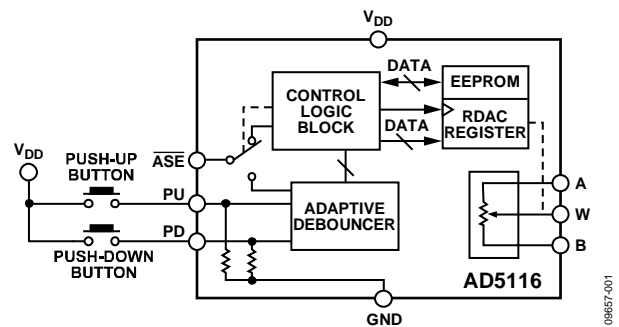 VDD
DATA
EEPROM
CONTROL
LOGIC
BLOCK
RDAC
REGISTER
DATA
VDD
PUSH-UP
BUTTON
ASE
PU
ADAPTIVE
DEBOUNCER
A
W
B
PD
PUSH-DOWN
BUTTON
AD5116
GND
09657-001